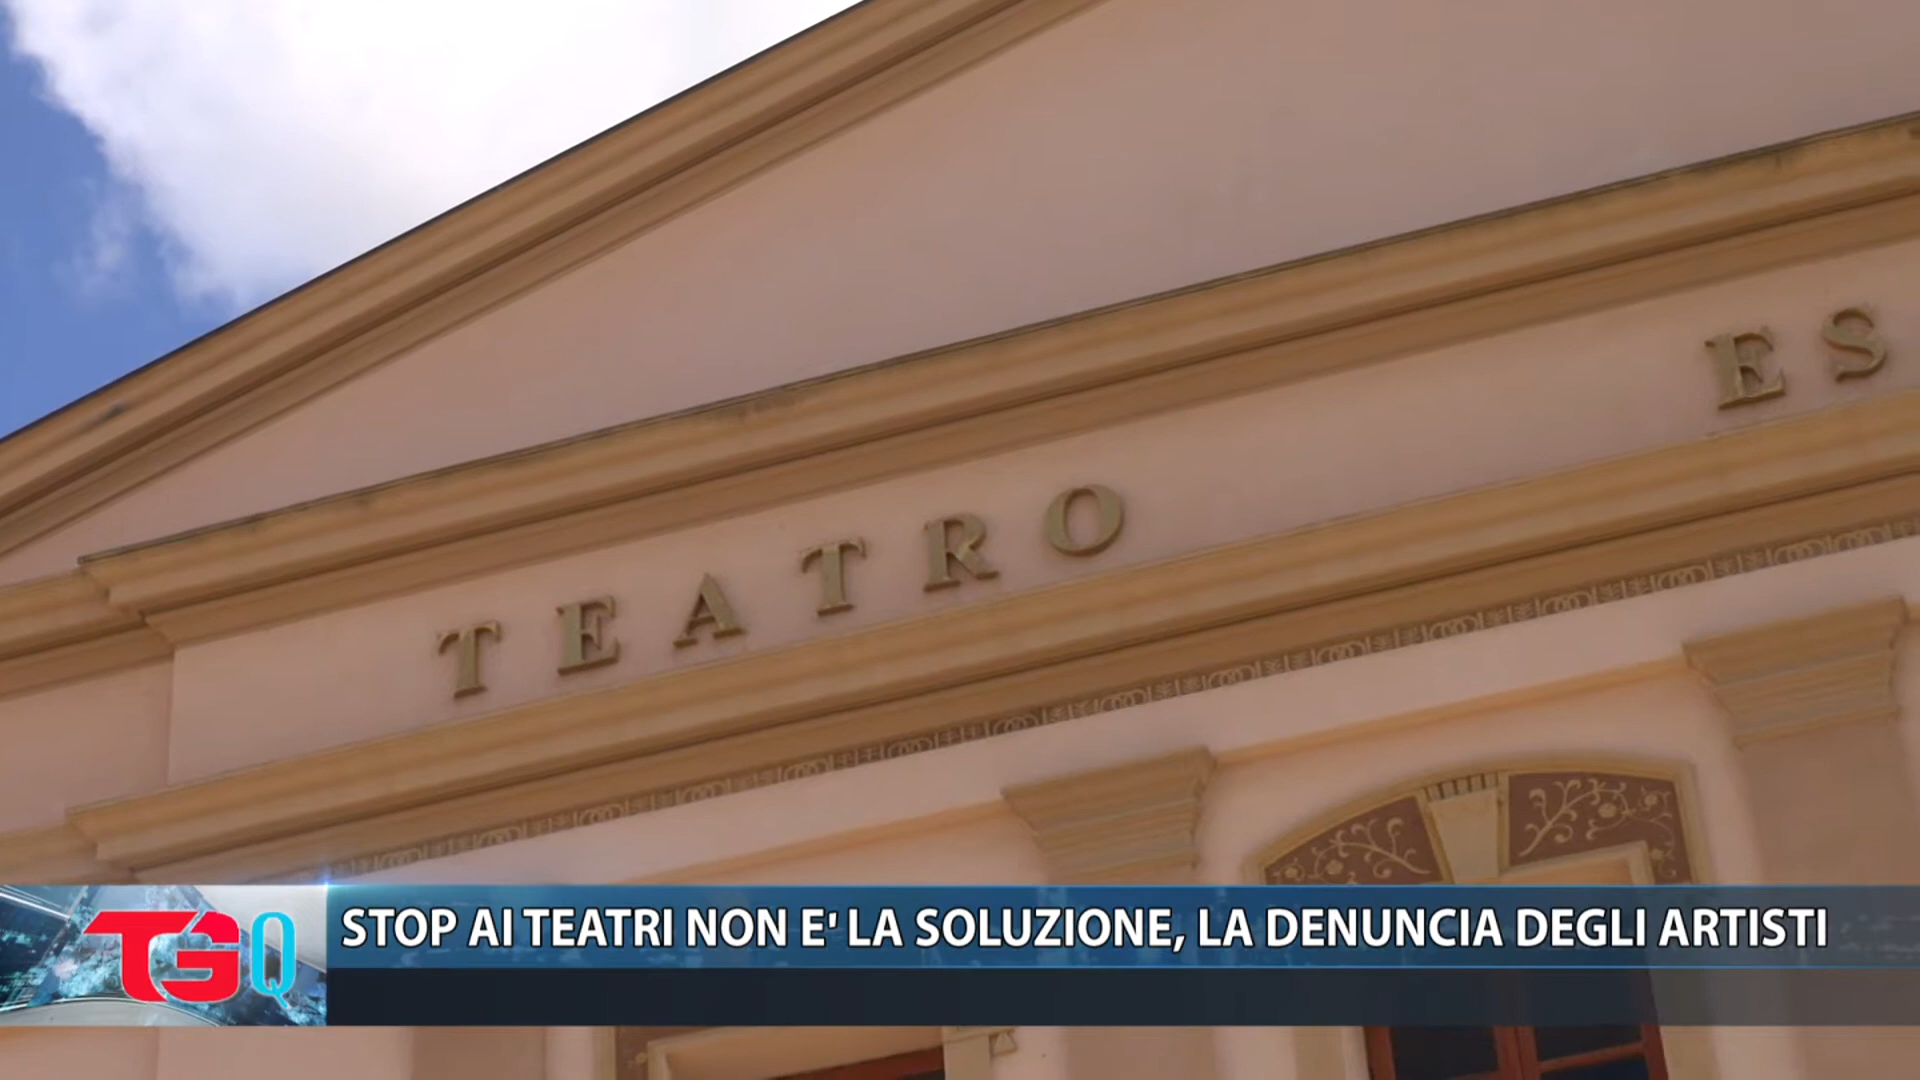 TEATRO ES
TGQ
STOP AI TEATRI NON E' LA SOLUZIONE, LA DENUNCIA DEGLI ARTISTI